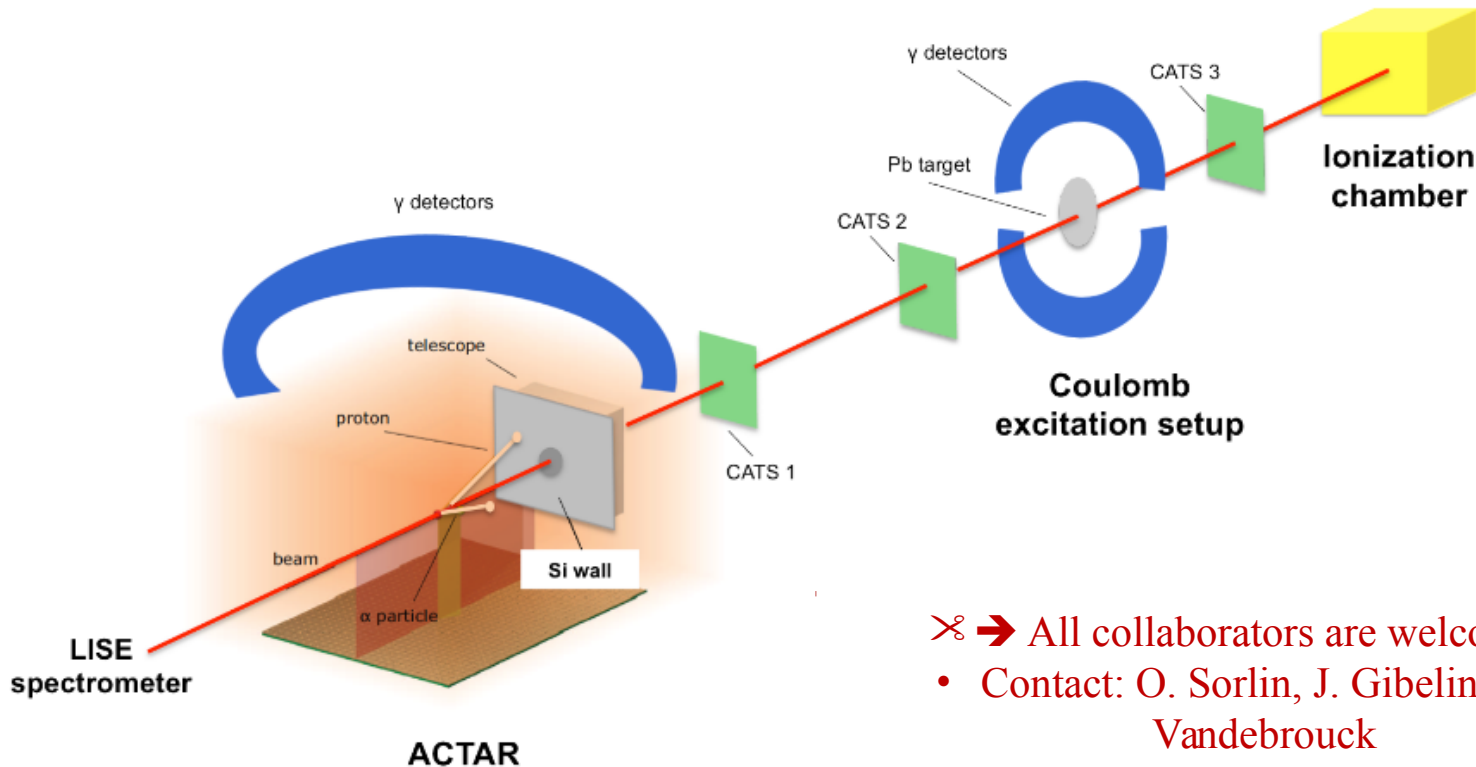 γ detectors
CATS 3
Ionization
chamber
Pb target
CATS 2
γ detectors
Coulomb
excitation setup
telescope
proton
CATS 1
beam
Si wall
α particle
LISE
spectrometer
ACTAR
➔ All collaborators are
• Contact: O. Sorlin, J. Gibelin
Vandebrouck